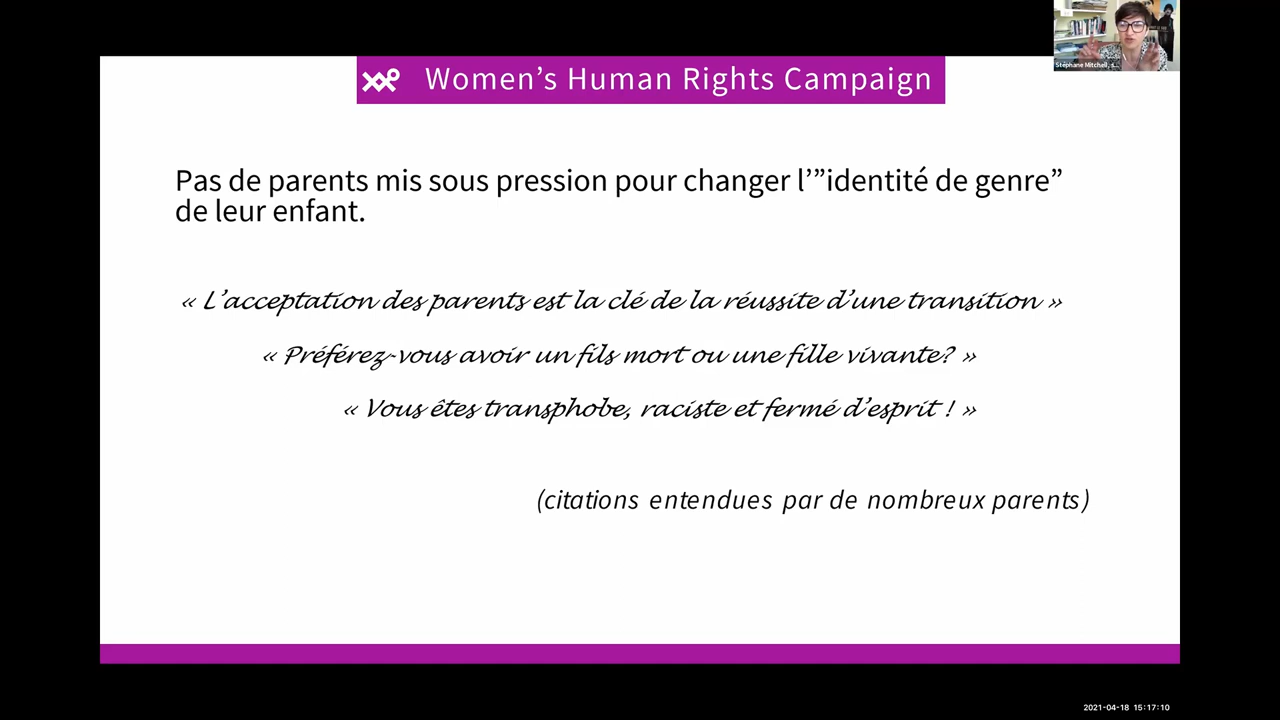 Women’s Human Rights Campaign
Stéphane Mitchell, s...
Pas de parents mis sous pression pour changer l’”identité de genre”
de leur enfant.
« L’acceptation des parents est la clé de la réussite d’une transition »
« Préférez-vous avoir un fils mort ou une fille vivante? »
« Vous êtes transphobe, raciste et fermé d’esprit ! »
(citations entendues par de nombreux parents)
2021-04-18 15:17:10